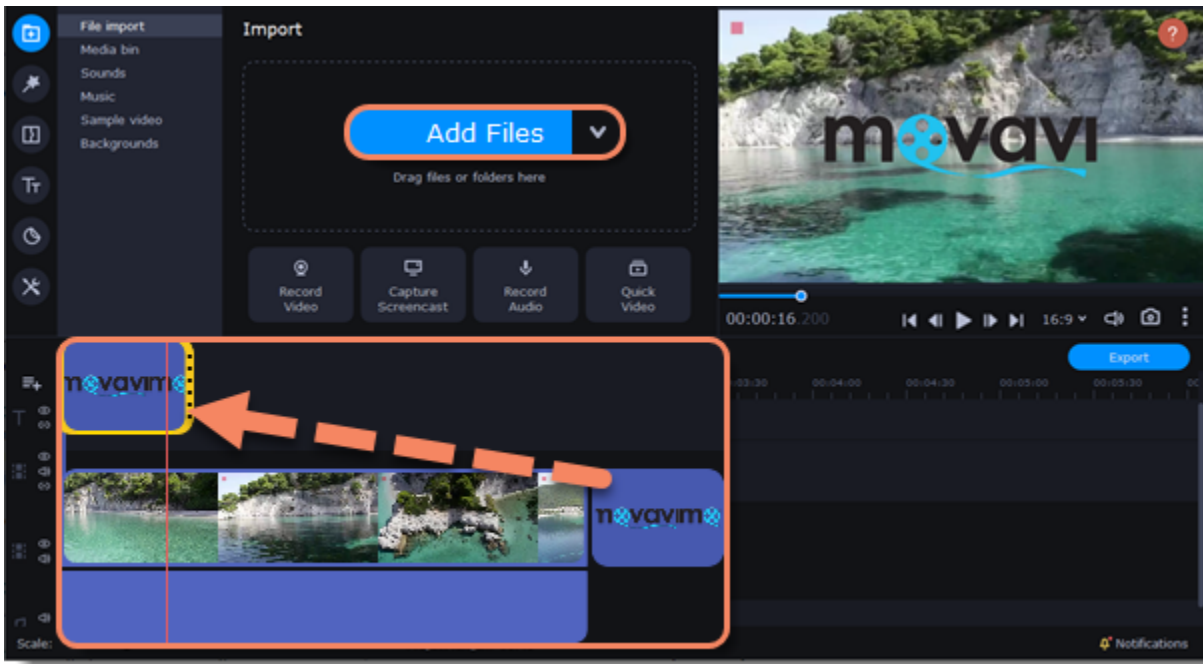 File import
Media bin
Sounds
Music
Sample video
Backgrounds
Import
Add Files
Drag files or folders here
Record
Video
Capture
Screencast
Record
Audio
Quick
Video
movavi
?
00:00:16.200
16:9
Export
03:30 00:04:00 00:04:30 00:05:00 00:05:30 00
movavimo
movavimo
Scale:
Notifications